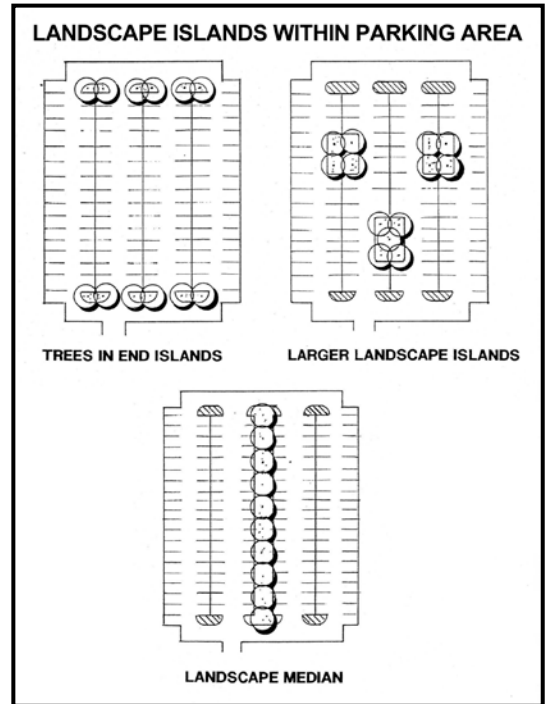 LANDSCAPE ISLANDS WITHIN PARKING AREA
TREES IN END ISLANDS
LARGER LANDSCAPE ISLANDS
LANDSCAPE MEDIAN